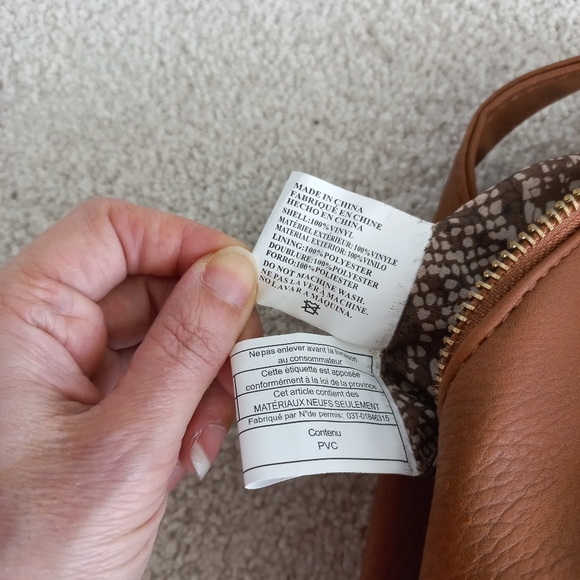 MADE IN CHINA
FABRIQUÉ EN CHINE
HECHO EN CHINA
SHELL:100%VINYL
MATÉRIEL EXTÉRIEUR:100%VINYLE
MATERIAL EXTERIOR:100%VINILO
LINING:100%POLYESTER
DOUBLURE:100%POLYESTER
FORRO:100%POLIESTER
DO NOT MACHINE WASH.
NE PAS LAVER À MACHINE.
NO LAVAR A MÁQUINA.
Ne pas enlever avant la livraison
au consommateur
Cette étiquette est apposée
conformément à la loi de la province
Cet article contient des
MATÉRIAUX NEUFS SEULEMENT
Fabriqué par N°de permis: 03T-01846315
Contenu
PVC